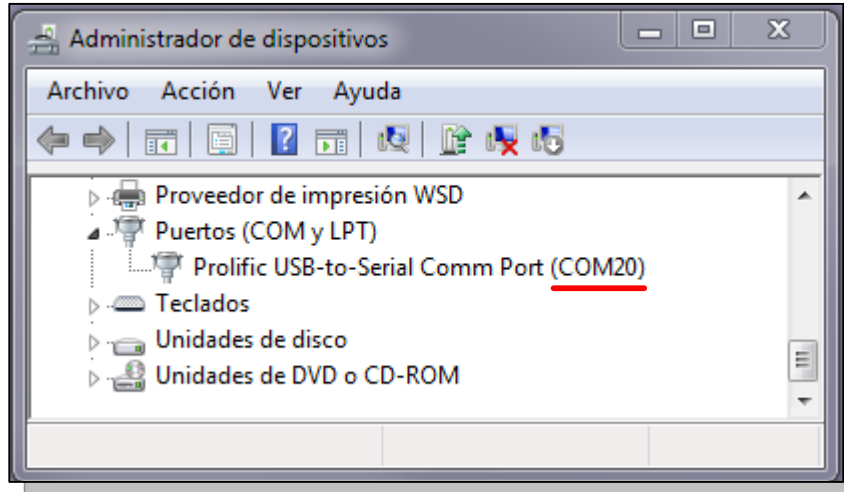 Administrador de dispositivos
Archivo Acción Ver Ayuda
Proveedor de impresión WSD
Puertos (COM y LPT)
Prolific USB-to-Serial Comm Port (COM20)
Teclados
Unidades de disco
Unidades de DVD o CD-ROM